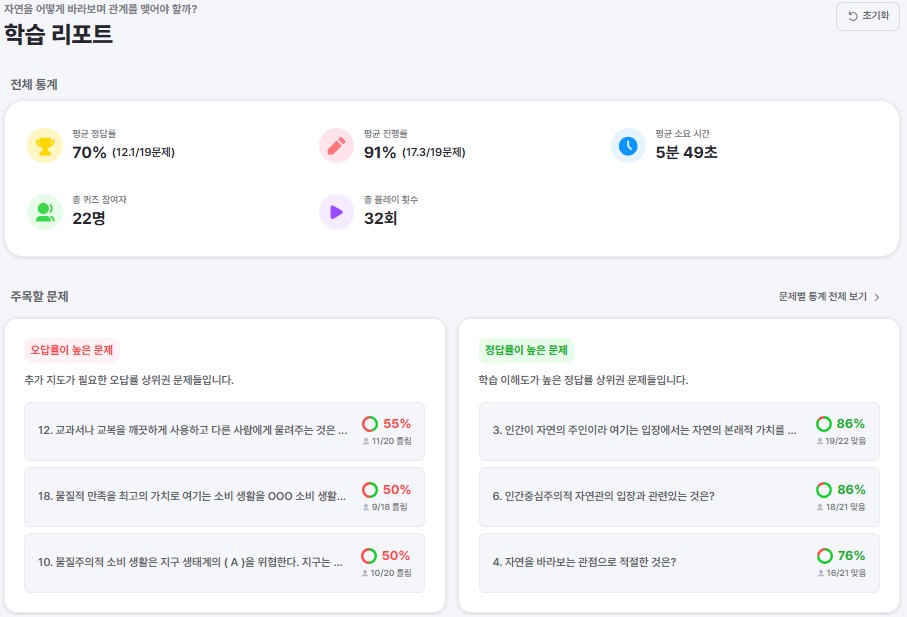 자연을 어떻게 바라보며 관계를 맺어야 할까?
학습 리포트
초기화
전체 통계
평균 정답률
70% (12.1/19문제)
평균 진행률
91% (17.3/19문제)
평균 소요 시간
5분 49초
총 퀴즈 참여자
22명
총 플레이 횟수
32회
주목할 문제
문제별 통계 전체 보기
오답률이 높은 문제
추가 지도가 필요한 오답률 상위권 문제들입니다.
12. 교과서나 교복을 깨끗하게 사용하고 다른 사람에게 물려주는 것은 ...
55%
11/20 틀림
18. 물질적 만족을 최고의 가치로 여기는 소비 생활을 OOO 소비 생활...
50%
9/18 틀림
10. 물질주의적 소비 생활은 지구 생태계의 ( A )을 위협한다. 지구는 ...
50%
10/20 틀림
정답률이 높은 문제
학습 이해도가 높은 정답률 상위권 문제들입니다.
3. 인간이 자연의 주인이라 여기는 입장에서는 자연의 본래적 가치를 ...
86%
19/22 맞음
6. 인간중심주의적 자연관의 입장과 관련있는 것은?
86%
18/21 맞음
4. 자연을 바라보는 관점으로 적절한 것은?
76%
16/21 맞음